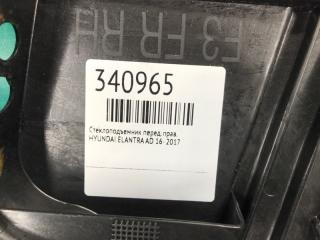 F3 FR RH
340965
Стеклоподъемник перед. прав.
HYUNDAI ELANTRA AD 16- 2017